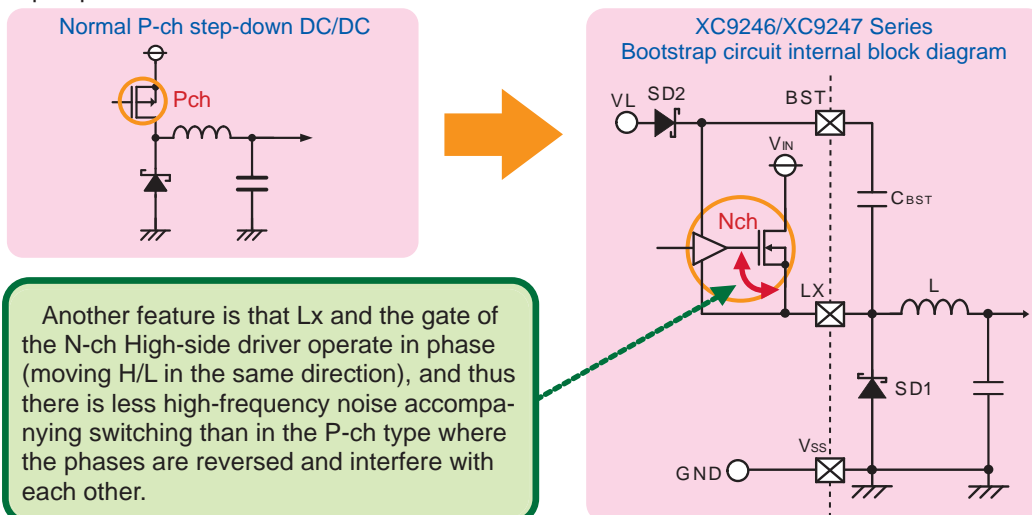 Normal P-ch step-down DC/DC
Pch
XC9246/XC9247 Series
Bootstrap circuit internal block diagram
VL
SD2
BST
VIN
CBST
Nch
LX
L
SD1
Vss
GND
Another feature is that Lx and the gate of
the N-ch High-side driver operate in phase
(moving H/L in the same direction), and thus
there is less high-frequency noise accompa-
nying switching than in the P-ch type where
the phases are reversed and interfere with
each other.